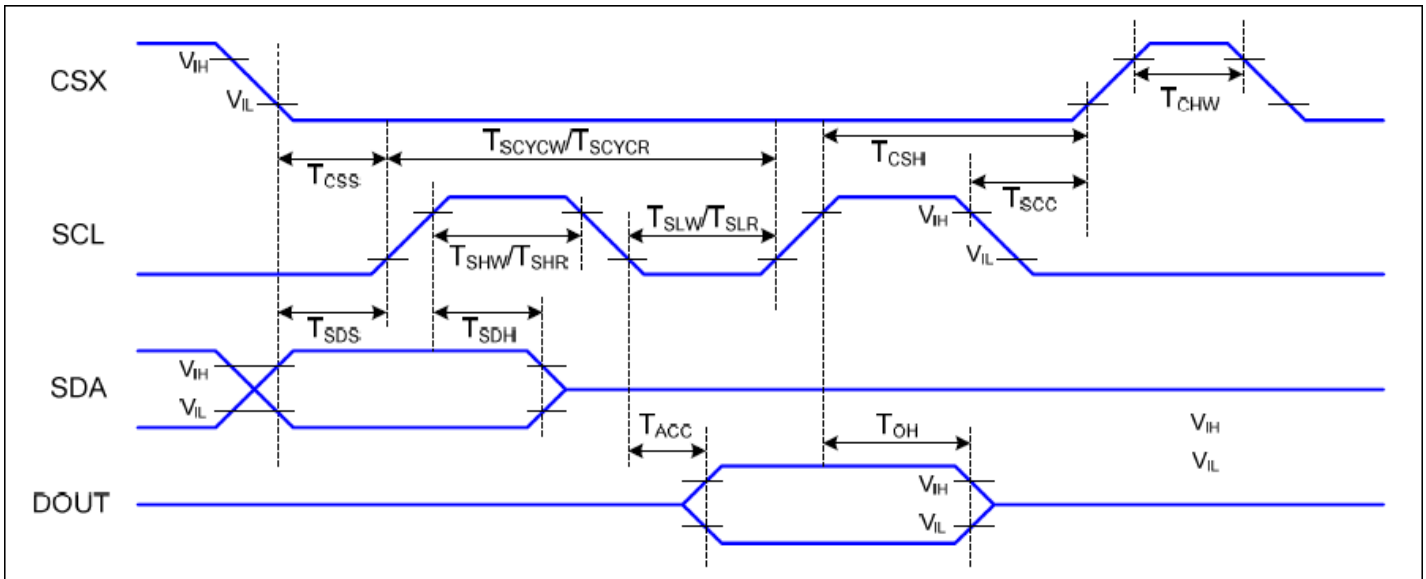 CSX
VIH
VIL
TCHW
TSCYCW/TSCYCR
TCSH
TCSS
TSCC
SCL
TSLW/TSLR
VIH
TSHW/TSHR
VIL
TSDS
TSDH
SDA
VIH
VIL
TACC
TOH
VIH
VIL
DOUT
VIH
VIL